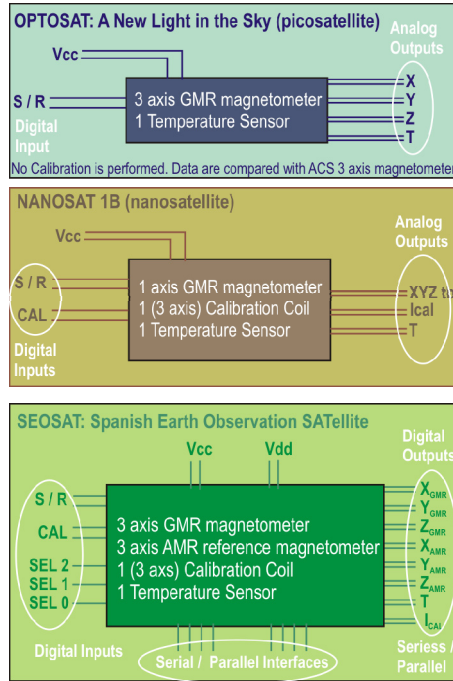 OPTOSAT: A New Light in the Sky (picosatellite)
Analog
Outputs
Vcc
S / R
Digital
Input
3 axis GMR magnetometer
1 Temperature Sensor
X
Y
Z
T
No Calibration is performed. Data are compared with ACS 3 axis magnetometer
NANOSAT 1B (nanosatellite)
Analog
Outputs
Vcc
S / R
CAL
Digital
Inputs
1 axis GMR magnetometer
1 (3 axis) Calibration Coil
1 Temperature Sensor
XYZ
Ical
T
SEOSAT: Spanish Earth Observation SATellite
Digital
Outputs
Vcc
Vdd
S / R
CAL
SEL 2
SEL 1
SEL 0
Digital Inputs
3 axis GMR magnetometer
3 axis AMR reference magnetometer
1 (3 axs) Calibration Coil
1 Temperature Sensor
XGMR
YGMR
ZGMR
XAMR
YAMR
ZAMR
T
ICAL
Serial / Parallel Interfaces
Seriess /
Parallel